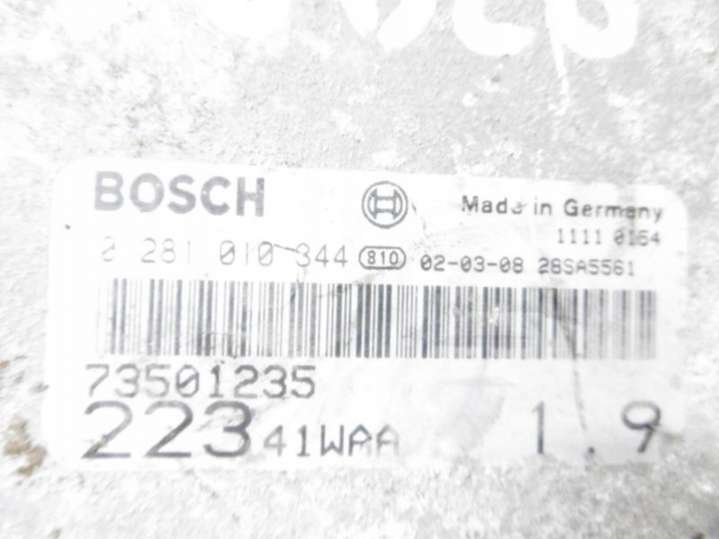 BOSCH
Made in Germany
1111 0154
0 281 010 344 810 02-03-08 28SA5561
73501235
223 41WAA 1.9